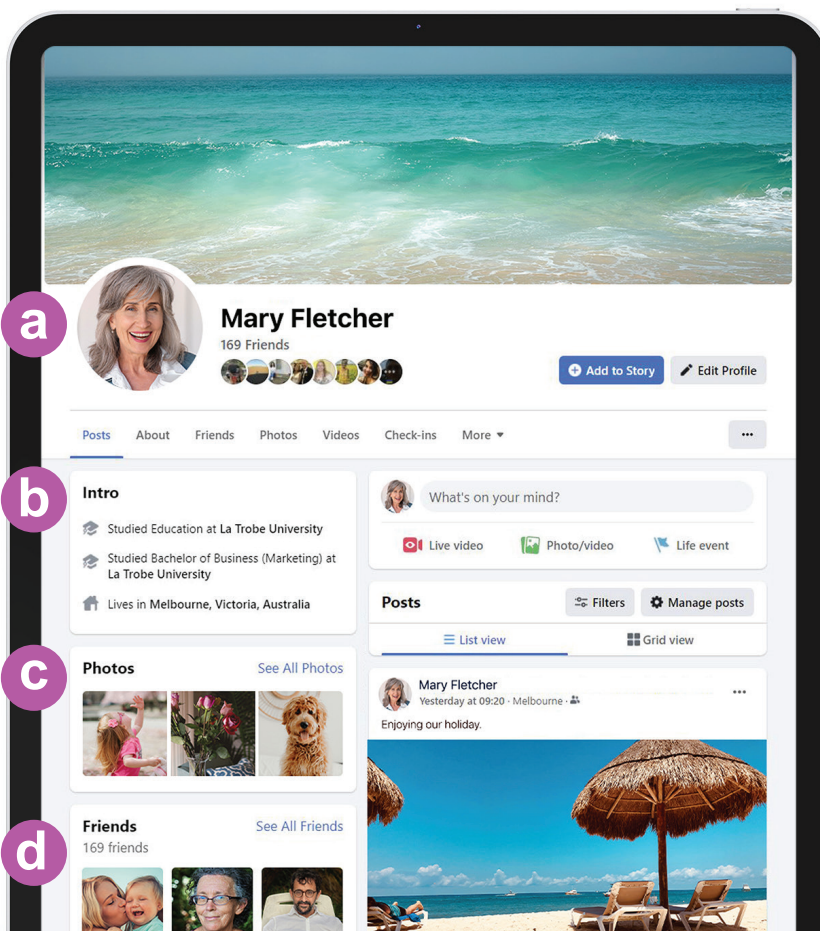 a
Mary Fletcher
169 Friends
Add to Story
Edit Profile
Posts
About
Friends
Photos
Videos
Check-ins
More
b
Intro
Studied Education at La Trobe University
Studied Bachelor of Business (Marketing) at
La Trobe University
Lives in Melbourne, Victoria, Australia
What's on your mind?
Live video
Photo/video
Life event
Posts
Filters
Manage posts
List view
Grid view
c
Photos
See All Photos
Mary Fletcher
Yesterday at 09:20 · Melbourne ·
Enjoying our holiday.
d
Friends
See All Friends
169 friends